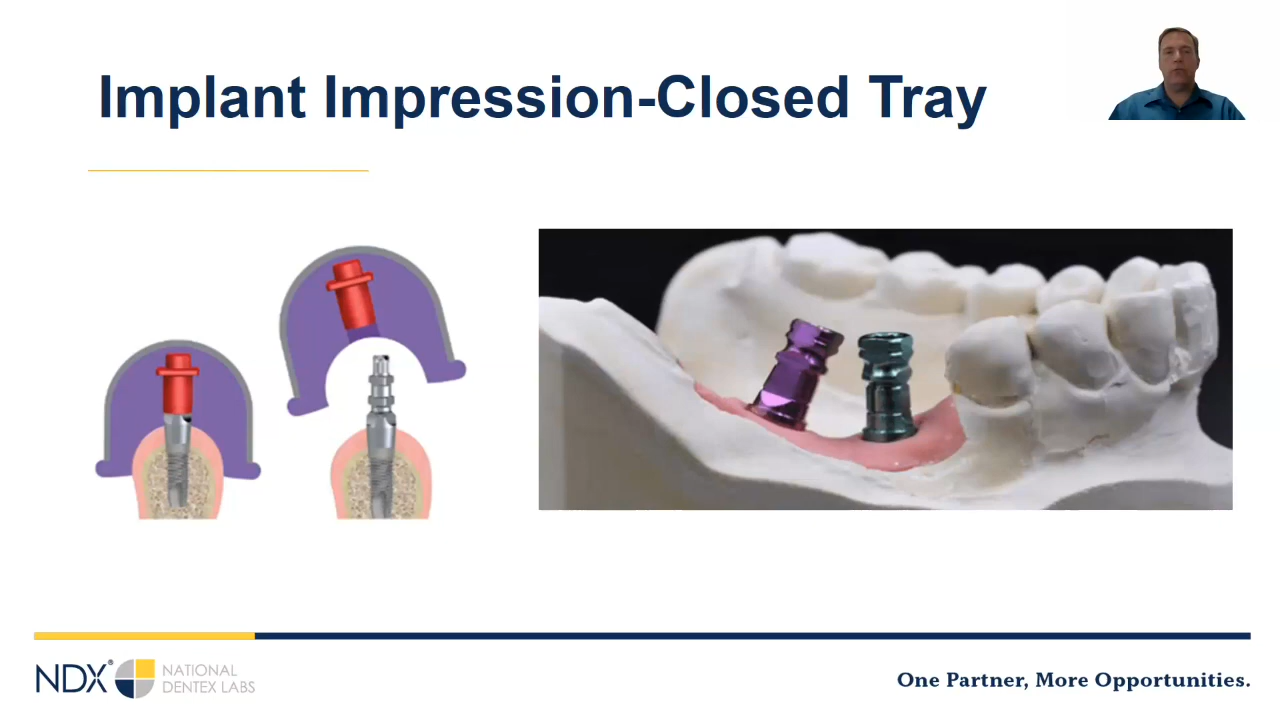 Implant Impression-Closed Tray
NDX®
NATIONAL
DENTEX LABS
One Partner, More Opportunities.